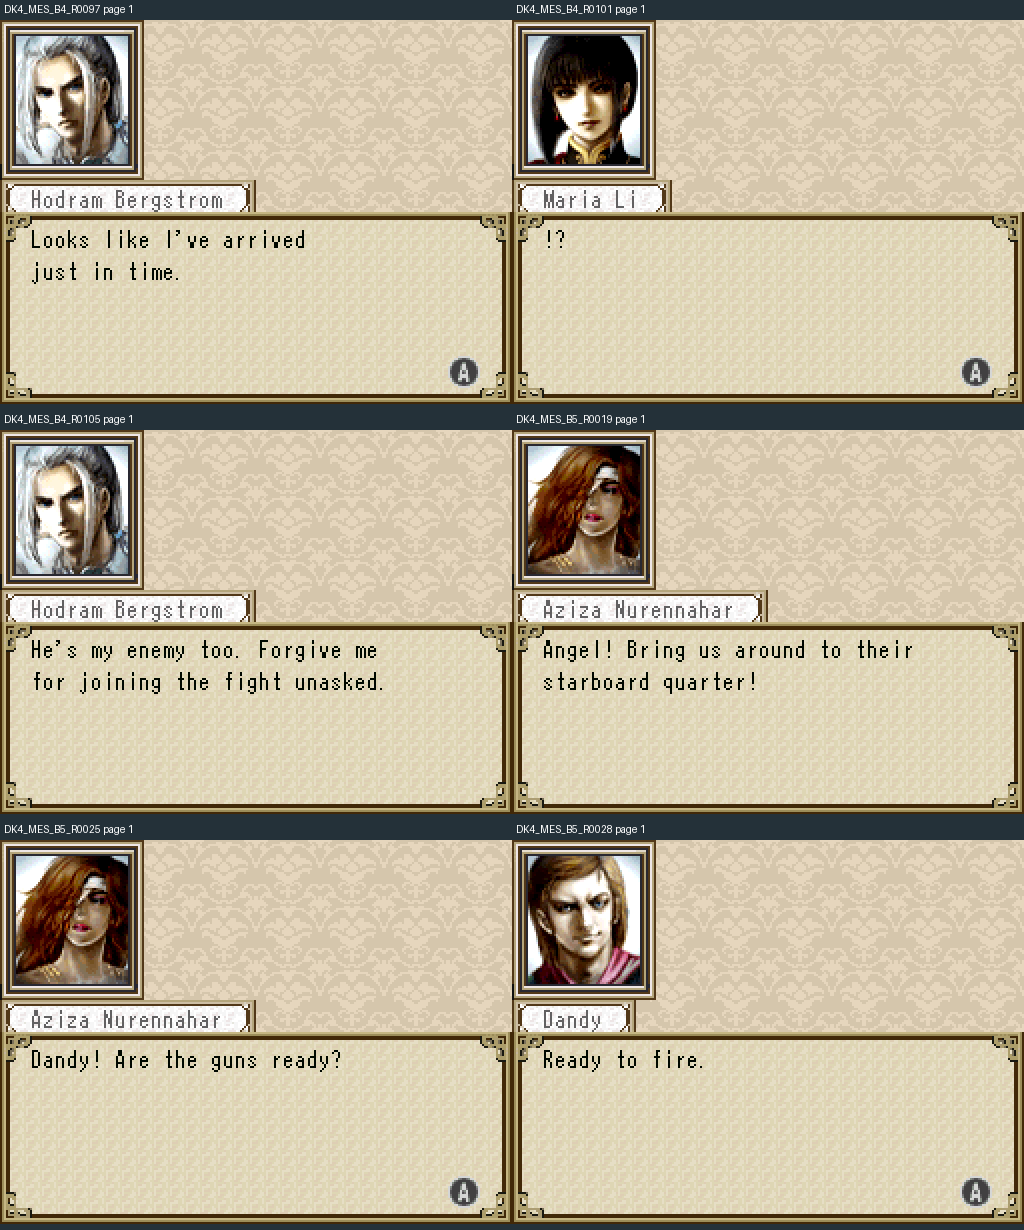 DK4_MES_B4_R0097 page 1
Hodram Bergstrom
Looks like I've arrived
just in time.
A
DK4_MES_B4_R0101 page 1
Maria Li
!?
A
DK4_MES_B4_R0105 page 1
Hodram Bergstrom
He's my enemy too. Forgive me
for joining the fight unasked.
DK4_MES_B5_R0019 page 1
Aziza Nurennahar
Angel! Bring us around to their
starboard quarter!
DK4_MES_B5_R0025 page 1
Aziza Nurennahar
Dandy! Are the guns ready?
A
DK4_MES_B5_R0028 page 1
Dandy
Ready to fire.
A